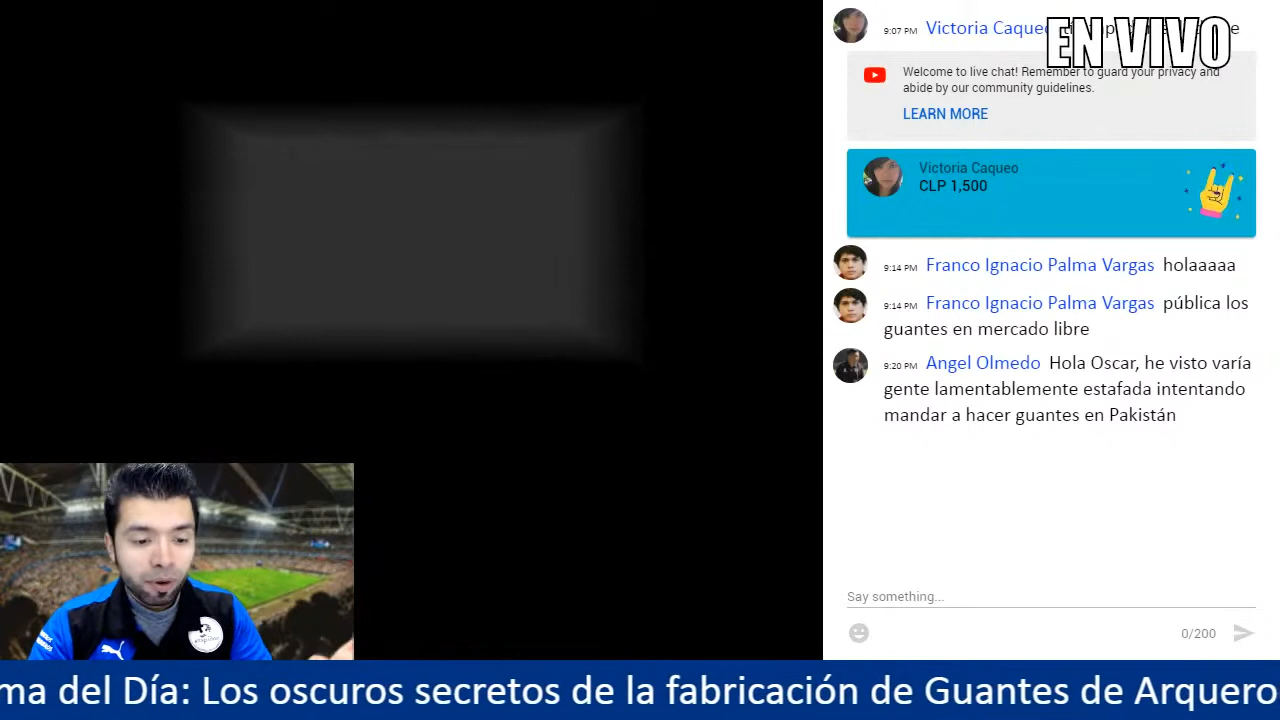 9:07 PM Victoria Caqueo
EN VIVO
Welcome to live chat! Remember to guard your privacy and
abide by our community guidelines.
LEARN MORE
Victoria Caqueo
CLP 1,500
9:14 PM Franco Ignacio Palma Vargas holaaaaa
9:14 PM Franco Ignacio Palma Vargas pública los
guantes en mercado libre
9:20 PM Angel Olmedo Hola Oscar, he visto varía
gente lamentablemente estafada intentando
mandar a hacer guantes en Pakistán
Say something...
0/200
ma del Día: Los oscuros secretos de la fabricación de Guantes de Arquero